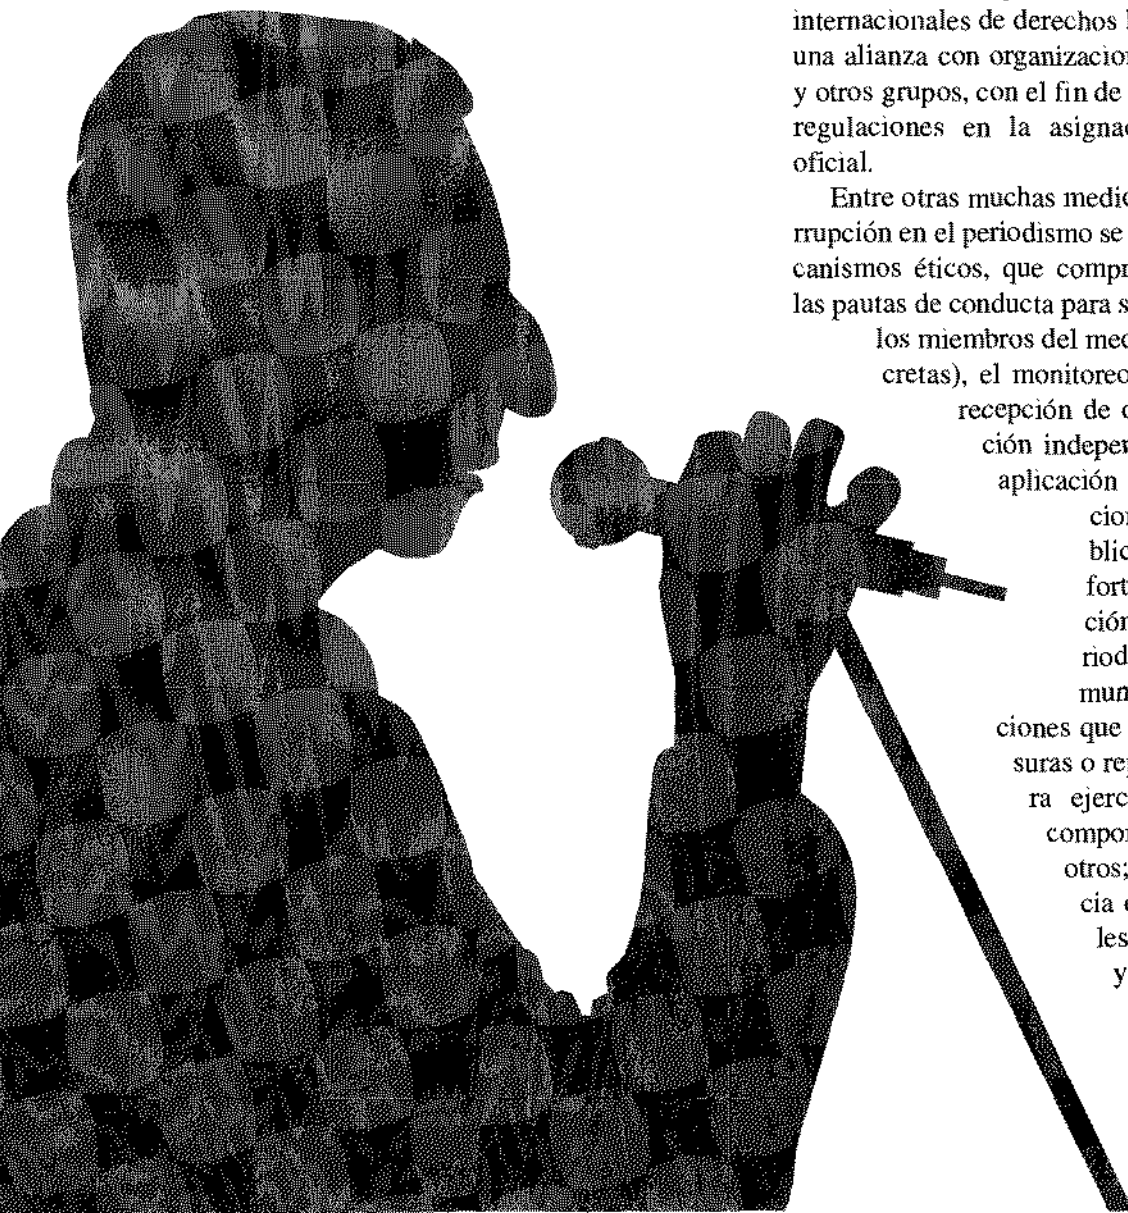 internacionales de derechos
una alianza con organizacion
y otros grupos, con el fin de
regulaciones en la asignac
oficial.
Entre otras muchas medid
rrupción en el periodismo se
canismos éticos, que compr
las pautas de conducta para s
los miembros del med
cretas), el monitoreo
recepción de
ción indeper
aplicación
cion
blic
fort
ción
riod
mun
ciones que
suras o rep
ra ejerc
compor
otros;
cia
les
y